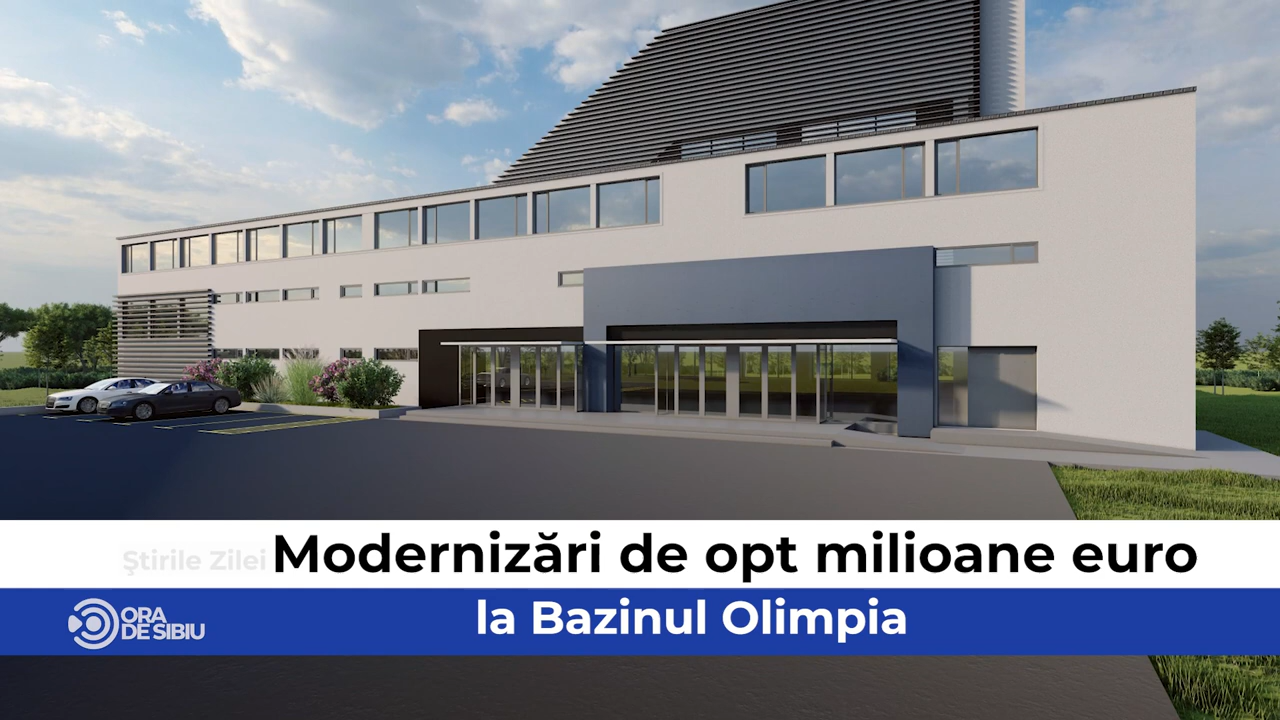 Ştirile Zilei Modernizări de opt milioane euro
ORA
DE SIBIU
la Bazinul Olimpia